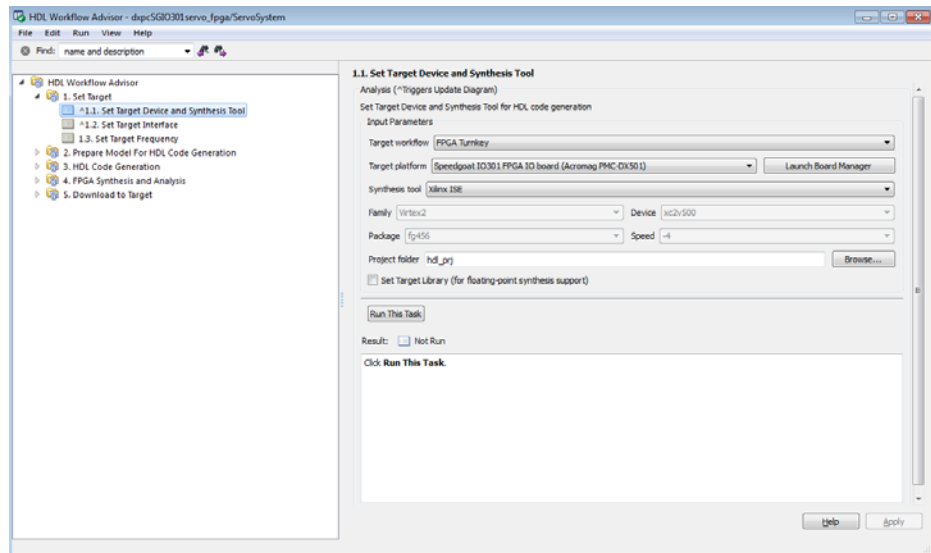 HDL Workflow Advisor - dxpcSGIO301servo_fpga/ServoSystem
File Edit Run View Help
Find: name and description
HDL Workflow Advisor
1. Set Target
^1.1. Set Target Device and Synthesis Tool
^1.2. Set Target Interface
1.3. Set Target Frequency
2. Prepare Model For HDL Code Generation
3. HDL Code Generation
4. FPGA Synthesis and Analysis
5. Download to Target
1.1. Set Target Device and Synthesis Tool
Analysis (^Triggers Update Diagram)
Set Target Device and Synthesis Tool for HDL code generation
Input Parameters
Target workflow FPGA Turnkey
Target platform Speedgoat IO301 FPGA IO board (Acromag PMC-DX501) Launch Board Manager
Synthesis tool Xilinx ISE
Family Virtex2 Device xc2v500
Package fg456 Speed -4
Project folder hdl_prj Browse...
Set Target Library (for floating-point synthesis support)
Run This Task
Result: Not Run
Click Run This Task.
Help Apply